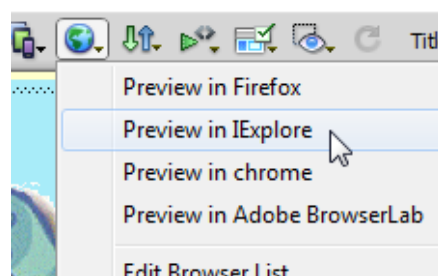 Titl
Preview in Firefox
Preview in IExplore
Preview in chrome
Preview in Adobe BrowserLab
Edit Browser List